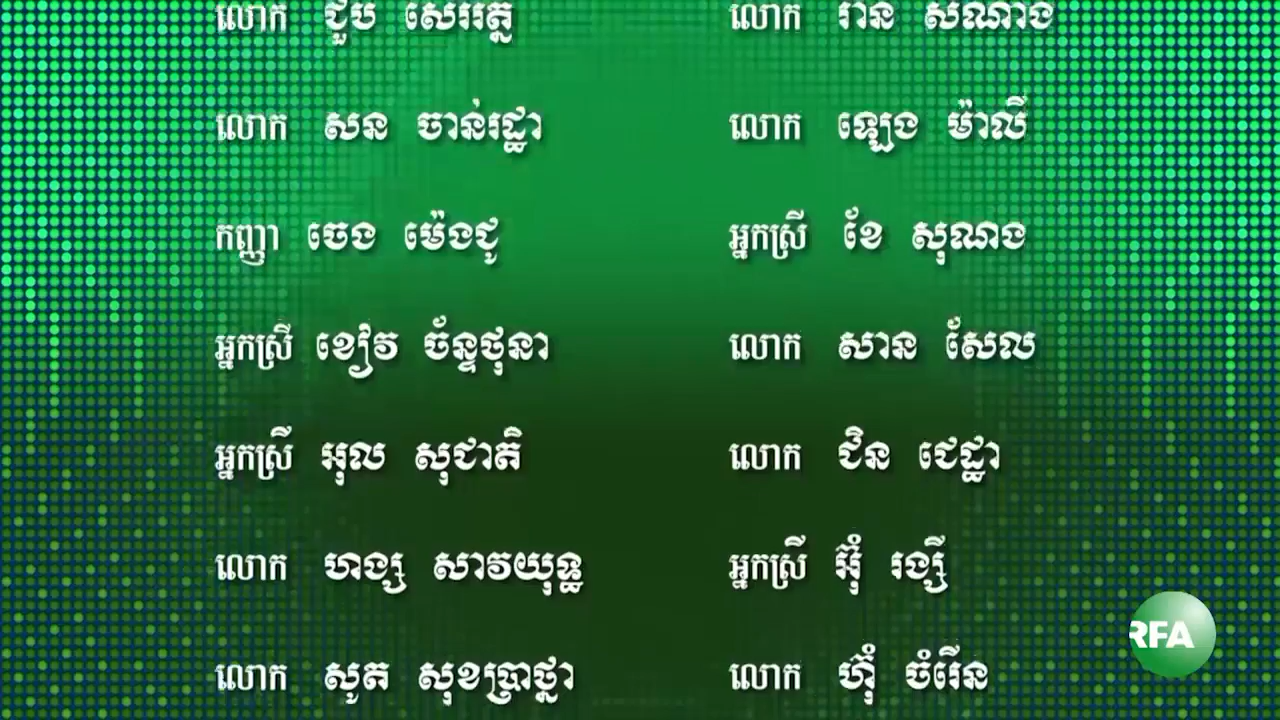 លោក ជួប សេររត្ន លោក រ៉ាន់ សំណាង
លោក សន ចាន់រដ្ឋា លោក ឡេង ម៉ាលី
កញ្ញា ចេង ម៉េងជូ អ្នកស្រី ខែ សុណង
អ្នកស្រី ខៀវ ច័ន្ទថុនា លោក សាន សែល
អ្នកស្រី អុល សុជាតិ លោក ជិន ជេដ្ឋា
លោក ហង្ស សាវយុទ្ធ អ្នកស្រី អ៊ុំ រង្សី
លោក សូត សុខប្រាថ្នា លោក ហ៊ុំ ចំរើន
RFA